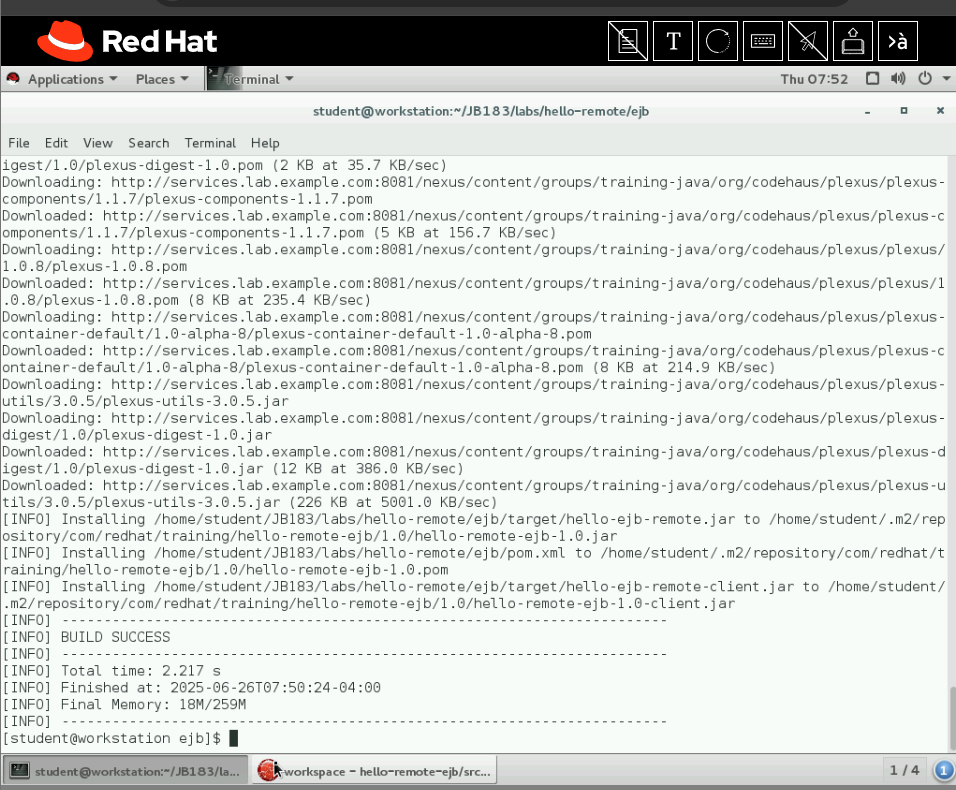 Red Hat
T
>à
Applications Places Terminal Thu 07:52
student@workstation:~/JB183/labs/hello-remote/ejb
File Edit View Search Terminal Help
igest/1.0/plexus-digest-1.0.pom (2 KB at 35.7 KB/sec)
Downloading: http://services.lab.example.com:8081/nexus/content/groups/training-java/org/codehaus/plexus/plexus-
components/1.1.7/plexus-components-1.1.7.pom
Downloaded: http://services.lab.example.com:8081/nexus/content/groups/training-java/org/codehaus/plexus/plexus-c
omponents/1.1.7/plexus-components-1.1.7.pom (5 KB at 156.7 KB/sec)
Downloading: http://services.lab.example.com:8081/nexus/content/groups/training-java/org/codehaus/plexus/plexus/
1.0.8/plexus-1.0.8.pom
Downloaded: http://services.lab.example.com:8081/nexus/content/groups/training-java/org/codehaus/plexus/plexus/1
.0.8/plexus-1.0.8.pom (8 KB at 235.4 KB/sec)
Downloading: http://services.lab.example.com:8081/nexus/content/groups/training-java/org/codehaus/plexus/plexus-
container-default/1.0-alpha-8/plexus-container-default-1.0-alpha-8.pom
Downloaded: http://services.lab.example.com:8081/nexus/content/groups/training-java/org/codehaus/plexus/plexus-c
ontainer-default/1.0-alpha-8/plexus-container-default-1.0-alpha-8.pom (8 KB at 214.9 KB/sec)
Downloading: http://services.lab.example.com:8081/nexus/content/groups/training-java/org/codehaus/plexus/plexus-
utils/3.0.5/plexus-utils-3.0.5.jar
Downloading: http://services.lab.example.com:8081/nexus/content/groups/training-java/org/codehaus/plexus/plexus-
digest/1.0/plexus-digest-1.0.jar
Downloaded: http://services.lab.example.com:8081/nexus/content/groups/training-java/org/codehaus/plexus/plexus-d
igest/1.0/plexus-digest-1.0.jar (12 KB at 386.0 KB/sec)
Downloaded: http://services.lab.example.com:8081/nexus/content/groups/training-java/org/codehaus/plexus/plexus-u
tils/3.0.5/plexus-utils-3.0.5.jar (226 KB at 5001.0 KB/sec)
[INFO] Installing /home/student/JB183/labs/hello-remote/ejb/target/hello-ejb-remote.jar to /home/student/.m2/rep
ository/com/redhat/training/hello-remote-ejb/1.0/hello-remote-ejb-1.0.jar
[INFO] Installing /home/student/JB183/labs/hello-remote/ejb/pom.xml to /home/student/.m2/repository/com/redhat/t
raining/hello-remote-ejb/1.0/hello-remote-ejb-1.0.pom
[INFO] Installing /home/student/JB183/labs/hello-remote/ejb/target/hello-ejb-remote-client.jar to /home/student/
.m2/repository/com/redhat/training/hello-remote-ejb/1.0/hello-remote-ejb-1.0-client.jar
[INFO] ------------------------------------------------------------------------
[INFO] BUILD SUCCESS
[INFO] ------------------------------------------------------------------------
[INFO] Total time: 2.217 s
[INFO] Finished at: 2025-06-26T07:50:24-04:00
[INFO] Final Memory: 18M/259M
[INFO] ------------------------------------------------------------------------
[student@workstation ejb]$
student@workstation:~/JB183/la... workspace - hello-remote-ejb/src... 1 / 4 1